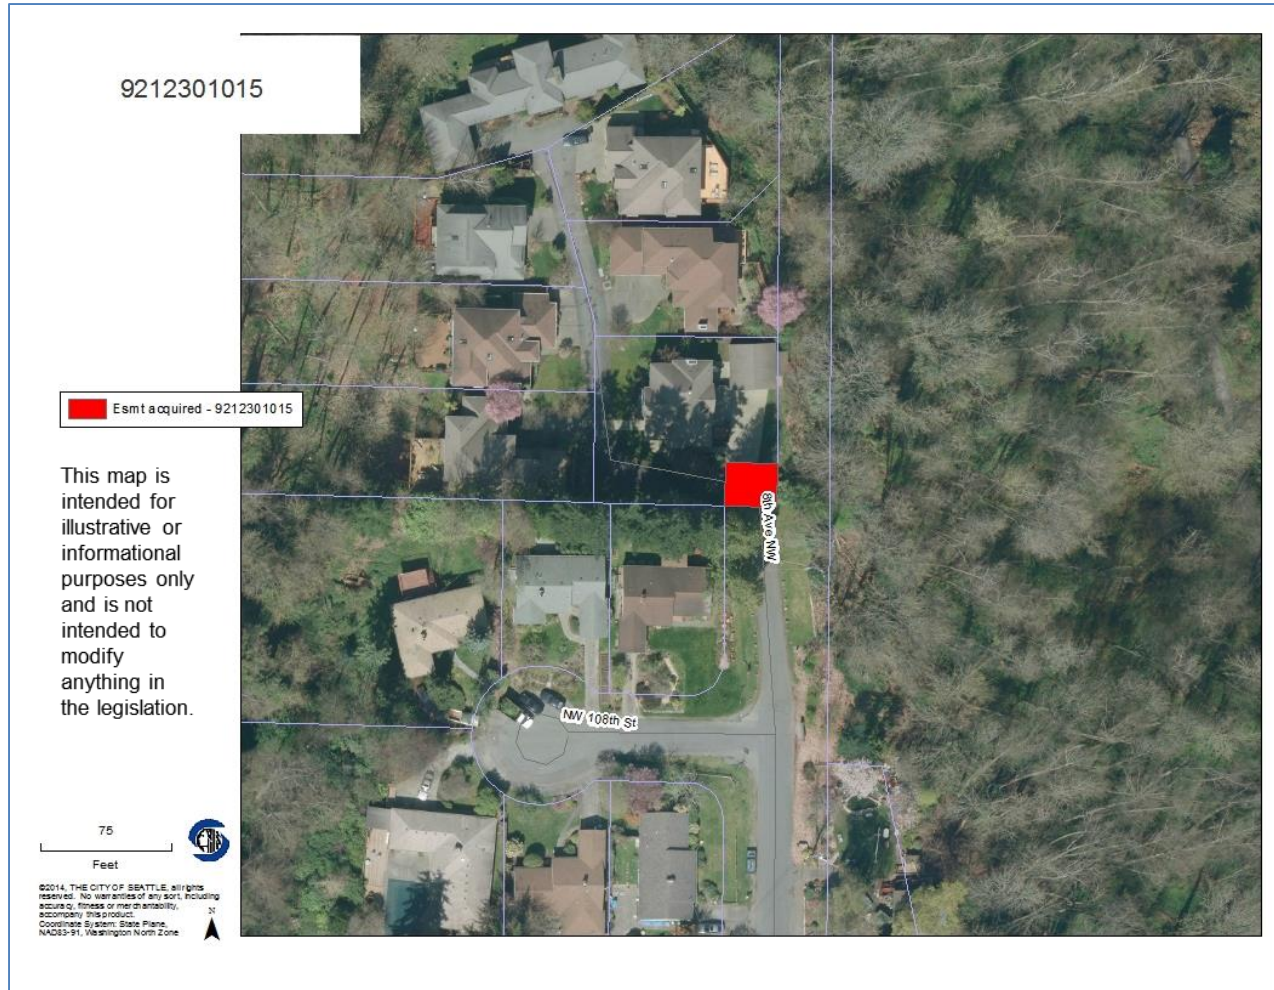 9212301015
Esmt acquired - 9212301015
This map is
intended for
illustrative or
informational
purposes only
and is not
intended to
modify
anything in
the legislation.
8th Ave NW
NW 108th St
75
Feet
©2014, THE CITY OF SEATTLE, all rights
reserved. No warranties of any sort, including
accuracy, fitness or merchantability,
accompany this product.
Coordinate System: State Plane,
NAD83-91, Washington North Zone
N